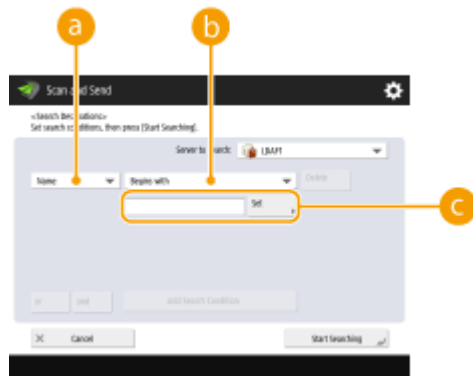 a
b
Scan and Send
<Search Destinations>
Set search conditions, then press [Start Searching].
Server to Search:
LDAP1
Name
Begins with
Delete
Set
c
or
and
Add Search Condition
Cancel
Start Searching